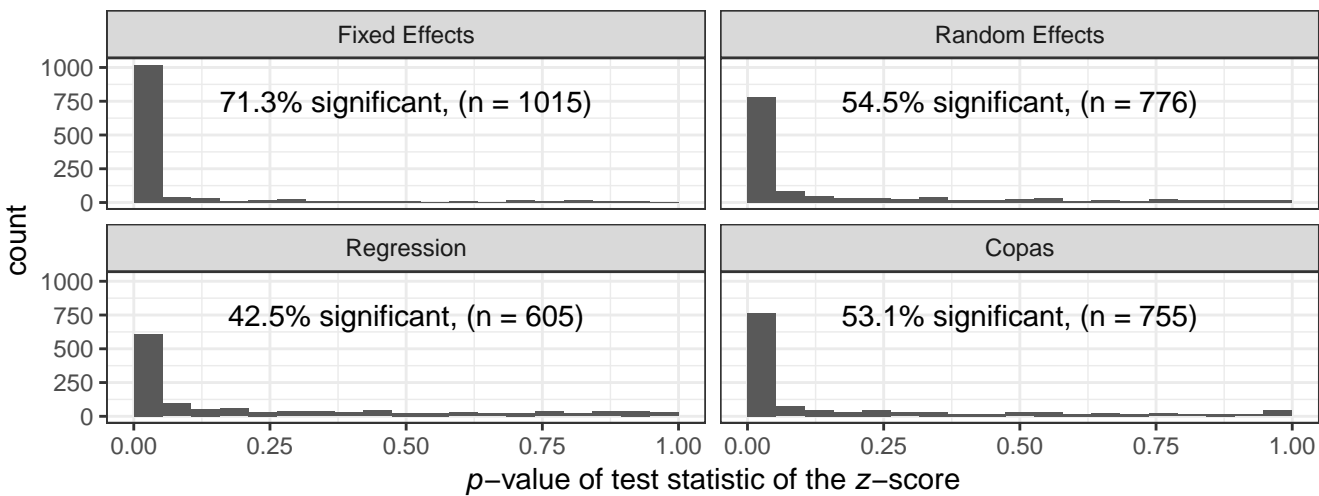 Fixed Effects
Random Effects
1000
750
500
250
0
71.3% significant, (n = 1015)
54.5% significant, (n = 776)
count
Regression
Copas
1000
750
500
250
0
42.5% significant, (n = 605)
53.1% significant, (n = 755)
0.00 0.25 0.50 0.75 1.00
0.00 0.25 0.50 0.75 1.00
p−value of test statistic of the z−score